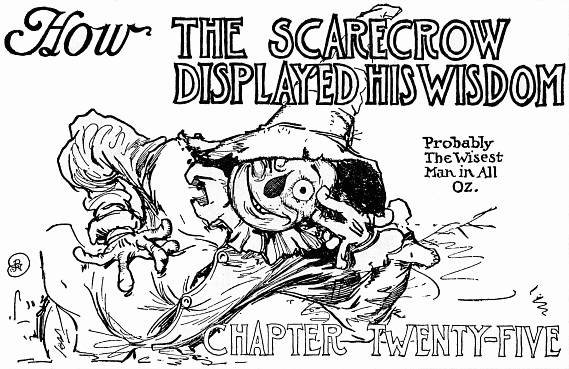 How THE SCARECROW
DISPLAYED HIS WISDOM
Probably
The Wisest
Man in All
Oz.
CHAPTER TWENTY-FIVE